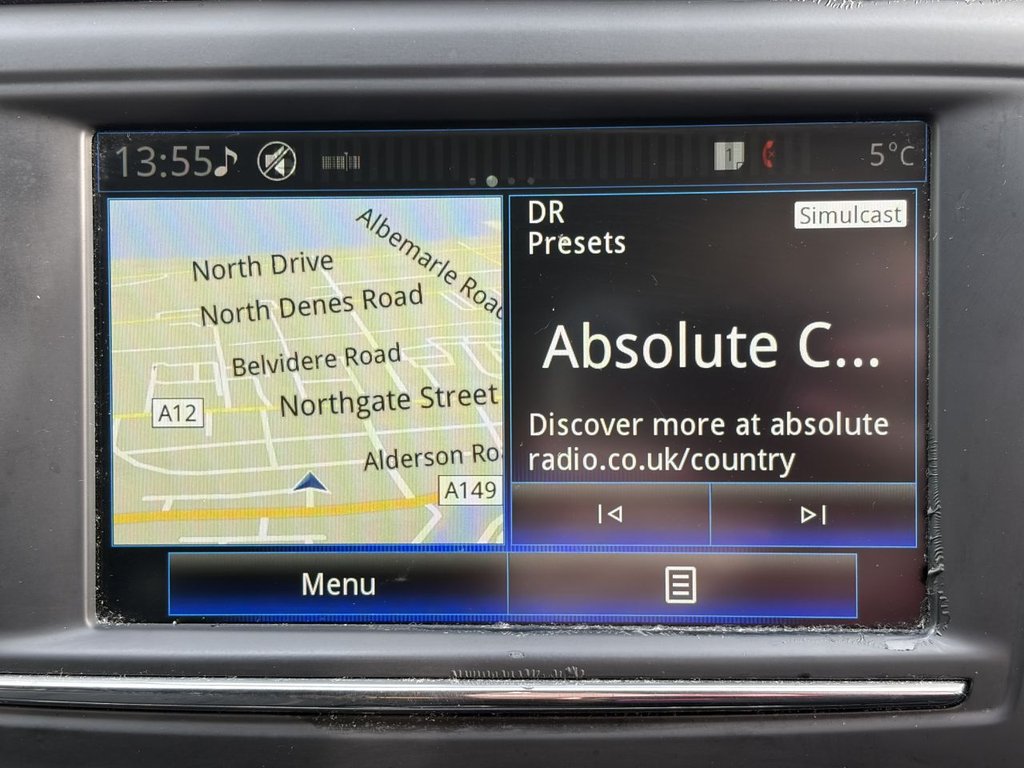 13:55
1
5°C
Albemarle Road
North Drive
North Denes Road
Belvidere Road
Northgate Street
A12
Alderson Ro
A149
DR
Presets
Simulcast
Absolute C...
Discover more at absolute
radio.co.uk/country
Menu